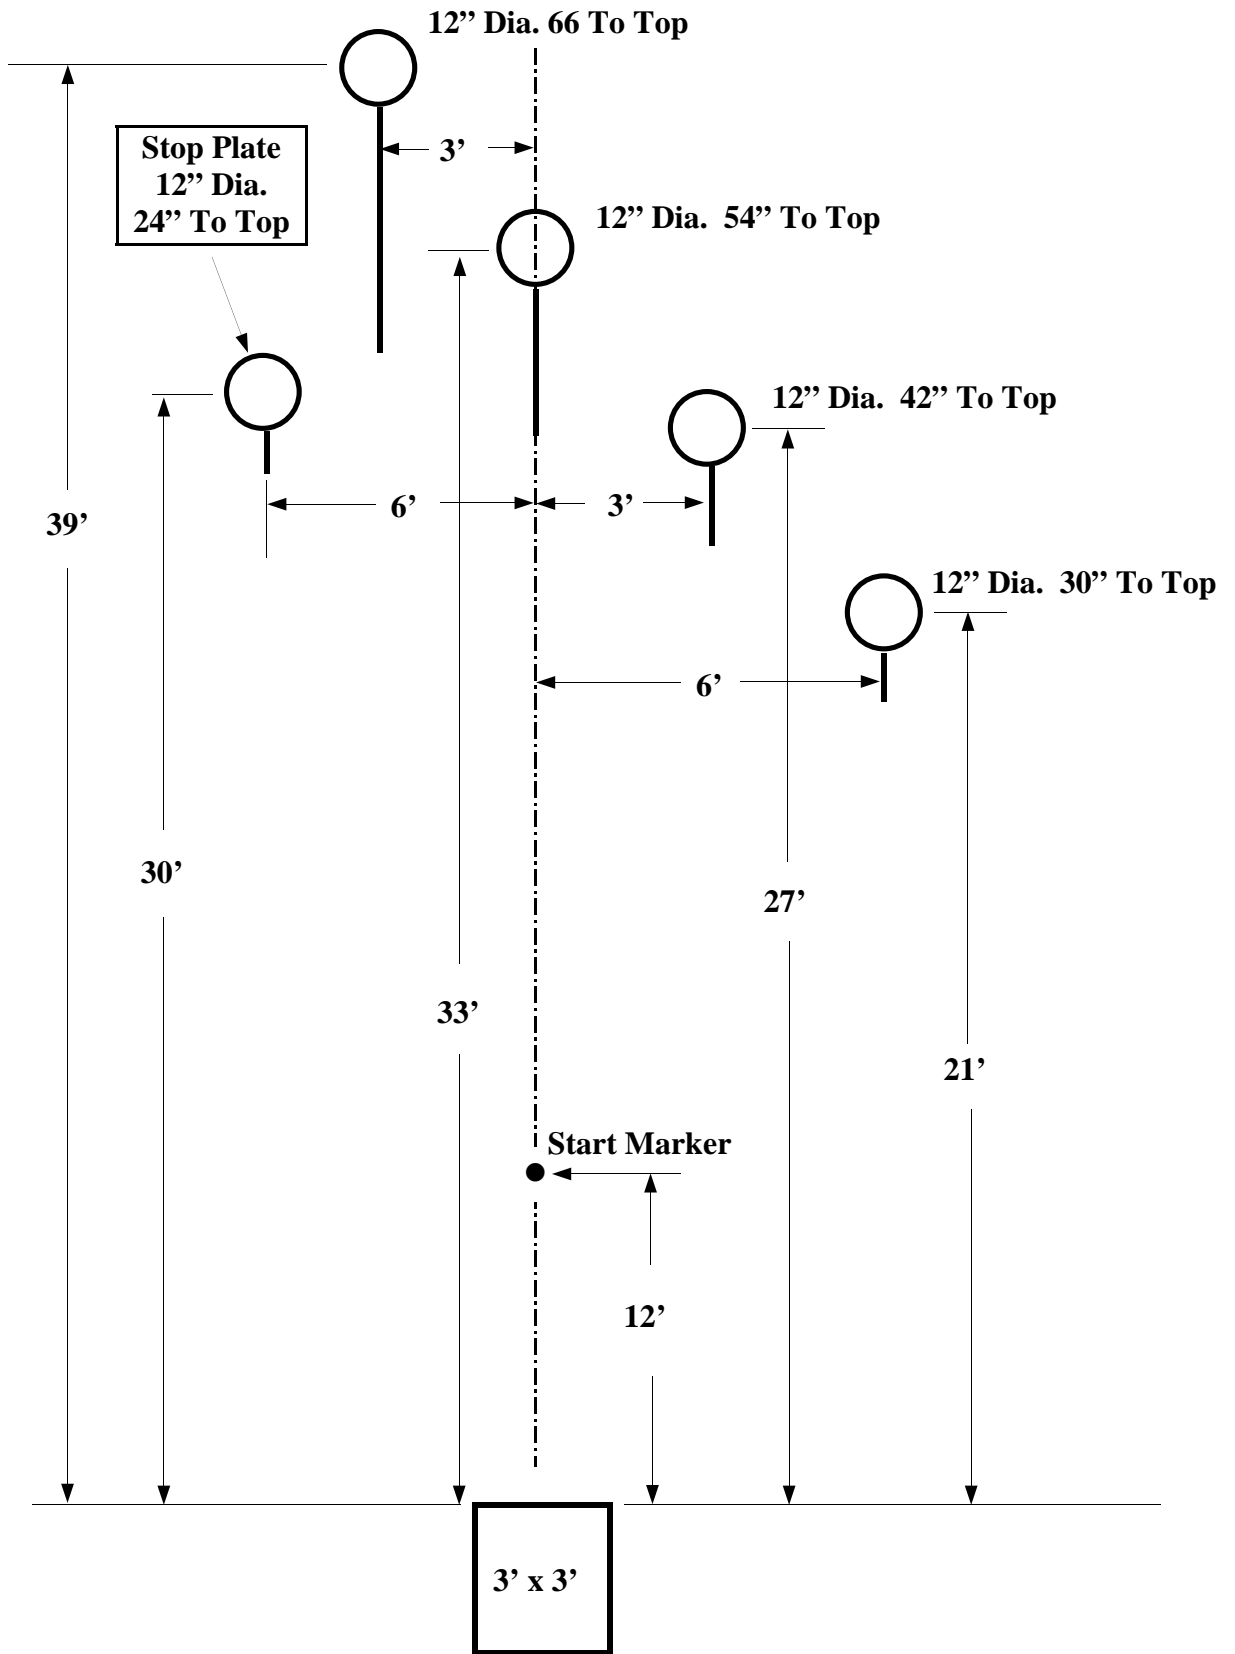 12” Dia. 66 To Top
Stop Plate
12” Dia.
24” To Top
3’
12” Dia.  54” To Top
12” Dia.  42” To Top
39’
6’
3’
12” Dia.  30” To Top
6’
30’
27’
33’
21’
Start Marker
12’
3’ x 3’